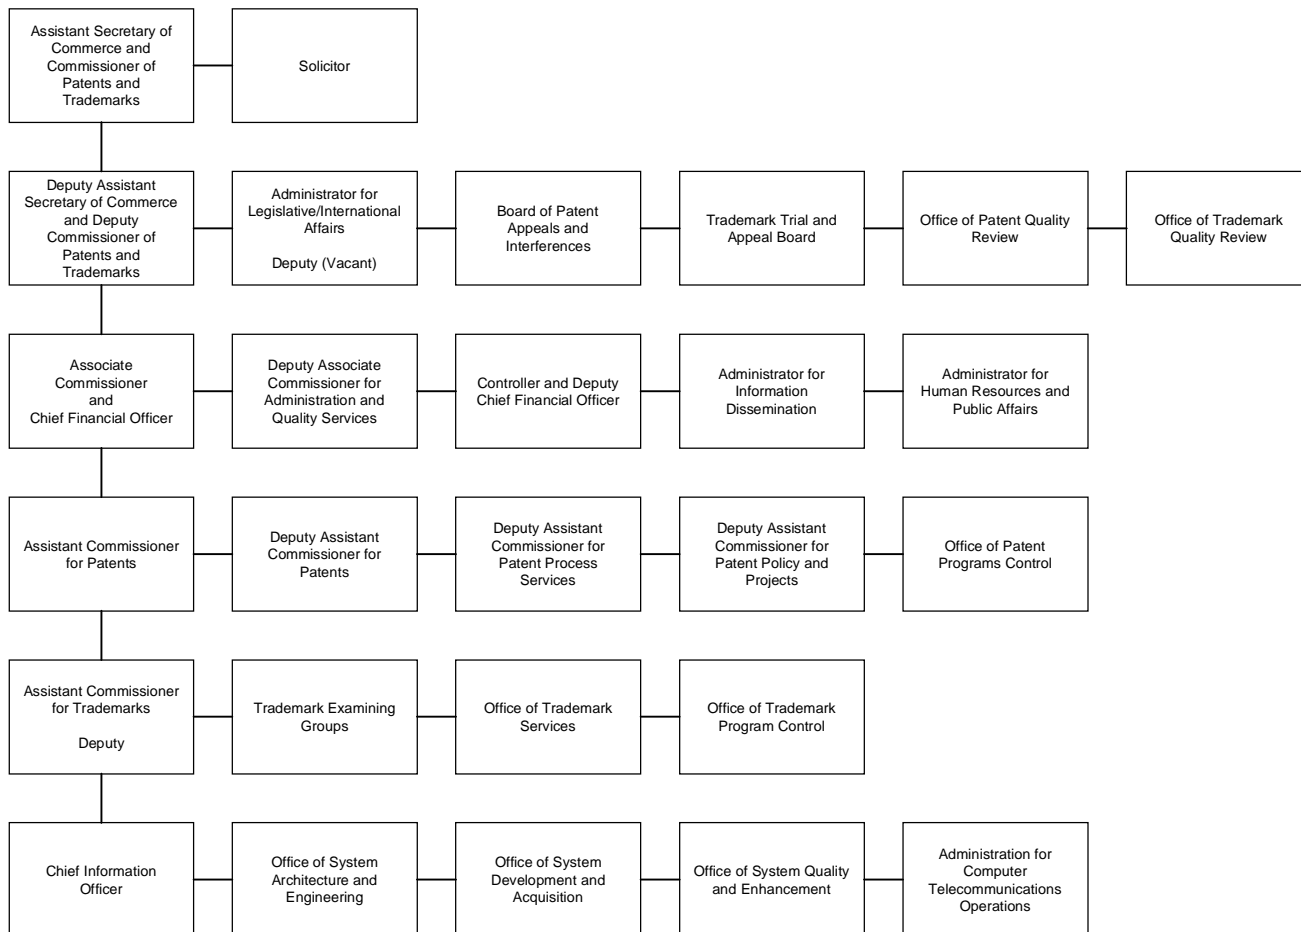 Assistant Secretary of
Commerce and
Commissioner of
Patents and
Trademarks
Solicitor
Deputy Assistant
Secretary of Commerce
and Deputy
Commissioner of
Patents and
Trademarks
Administrator for
Legislative/International
Affairs
Deputy (Vacant)
Board of Patent
Appeals and
Interferences
Trademark Trial and
Appeal Board
Office of Patent Quality
Review
Office of Trademark
Quality Review
Associate
Commissioner
and
Chief Financial Officer
Deputy Associate
Commissioner for
Administration and
Quality Services
Controller and Deputy
Chief Financial Officer
Administrator for
Information
Dissemination
Administrator for
Human Resources and
Public Affairs
Assistant Commissioner
for Patents
Deputy Assistant
Commissioner for
Patents
Deputy Assistant
Commissioner for
Patent Process
Services
Deputy Assistant
Commissioner for
Patent Policy and
Projects
Office of Patent
Programs Control
Assistant Commissioner
for Trademarks
Deputy
Trademark Examining
Groups
Office of Trademark
Services
Office of Trademark
Program Control
Chief Information
Officer
Office of System
Architecture and
Engineering
Office of System
Development and
Acquisition
Office of System Quality
and Enhancement
Administration for
Computer
Telecommunications
Operations